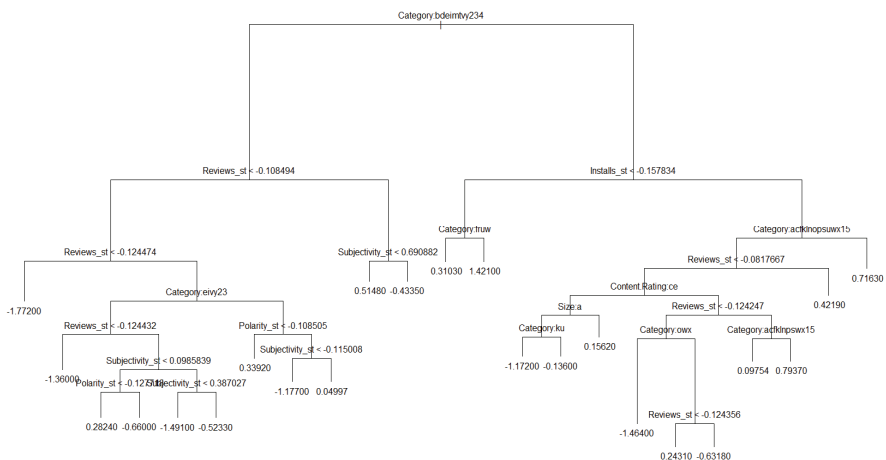 Category:bdeimtvy234
Reviews_st < -0.108494
Installs_st < -0.157834
Category:fruw
Category:acfklnopsuwx15
Reviews_st < -0.124474
Subjectivity_st < 0.690882
Reviews_st < -0.0817667
0.31030 1.42100
0.71630
0.51480 -0.43350
Category:eivy23
Content.Rating:ce
-1.77200
0.42190
Size:a
Reviews_st < -0.124247
Reviews_st < -0.124432
Polarity_st < -0.108505
Category:ku
Category:owx
Category:acfklnpswx15
0.15620
Subjectivity_st < -0.115008
Subjectivity_st < 0.0985839
0.33920
-1.17200 -0.13600
0.09754 0.79370
-1.36000
Subjectivity_st < 0.387027
-1.17700 0.04997
Reviews_st < -0.124356
0.28240 -0.66000 -1.49100 -0.52330
-1.46400
0.24310 -0.63180